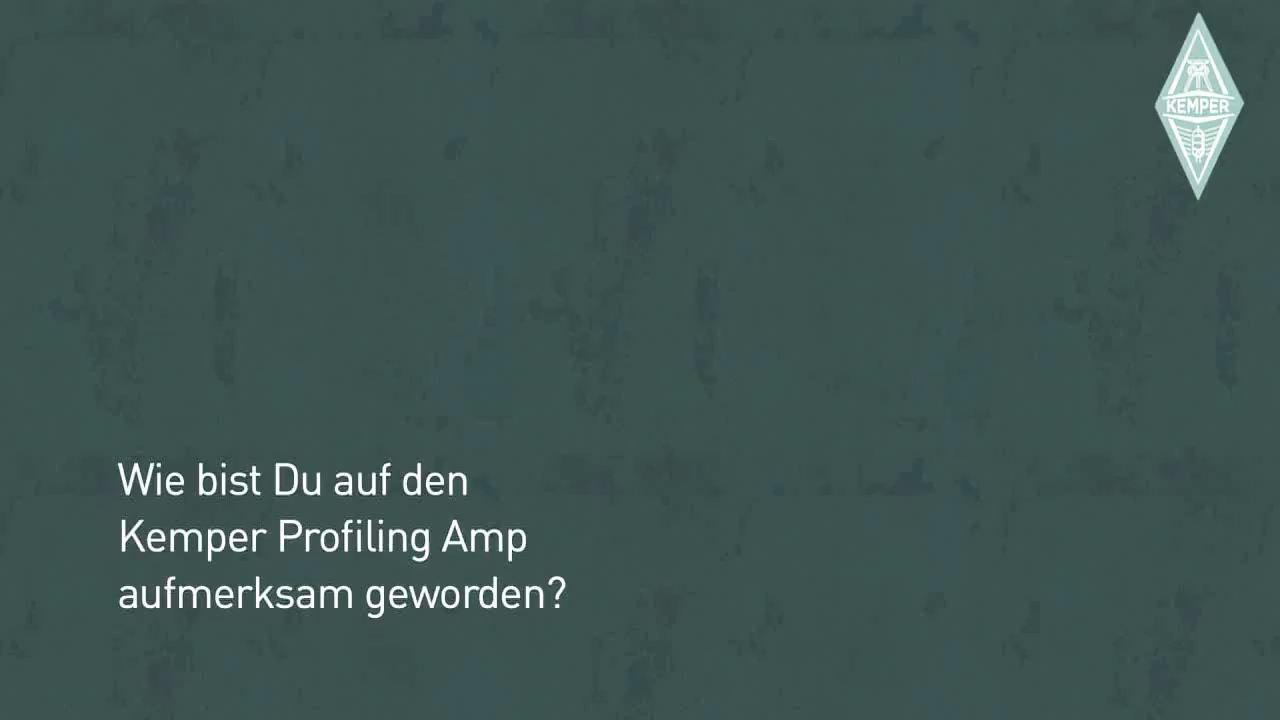 KEMPER
Wie bist Du auf den
Kemper Profiling Amp
aufmerksam geworden?